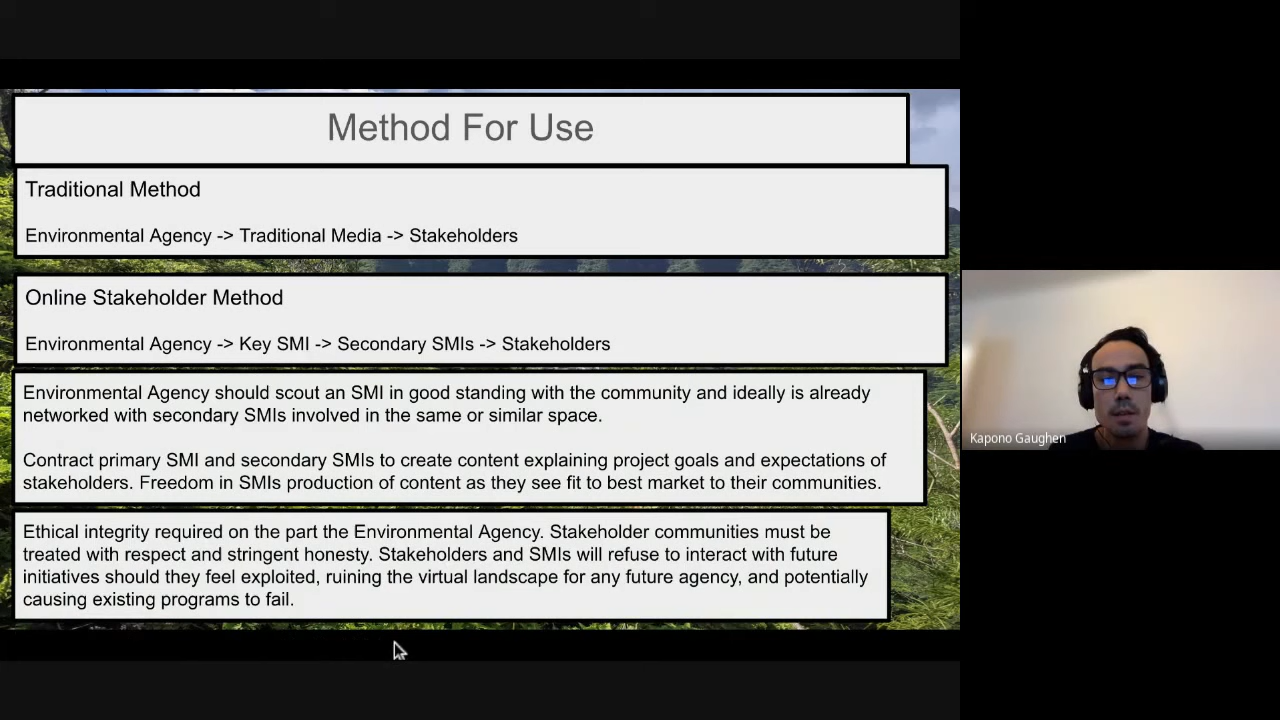 Method For Use
Traditional Method
Environmental Agency -> Traditional Media -> Stakeholders
Online Stakeholder Method
Environmental Agency -> Key SMI -> Secondary SMIs -> Stakeholders
Environmental Agency should scout an SMI in good standing with the community and ideally is already
networked with secondary SMIs involved in the same or similar space.
Contract primary SMI and secondary SMIs to create content explaining project goals and expectations of
stakeholders. Freedom in SMIs production of content as they see fit to best market to their communities.
Ethical integrity required on the part the Environmental Agency. Stakeholder communities must be
treated with respect and stringent honesty. Stakeholders and SMIs will refuse to interact with future
initiatives should they feel exploited, ruining the virtual landscape for any future agency, and potentially
causing existing programs to fail.
Kapono Gaughen